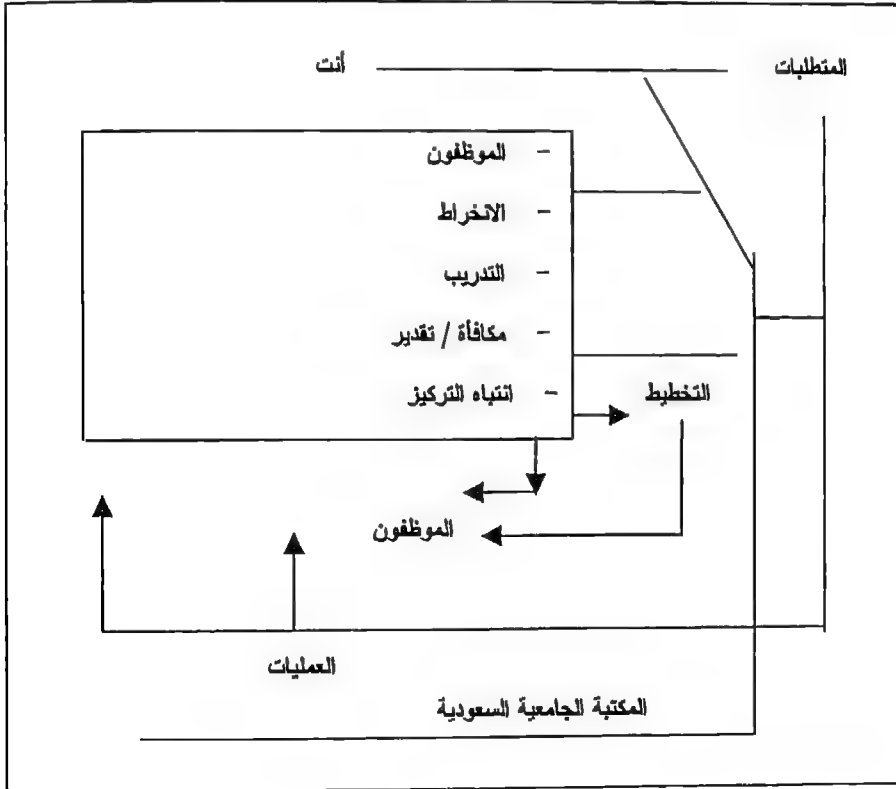 المتطلبات أنت
- الموظفون
- الانخراط
- التدريب
- مكافأة / تقدير
- انتباه التركيز
التخطيط
الموظفون
العمليات
المكتبة الجامعية السعودية